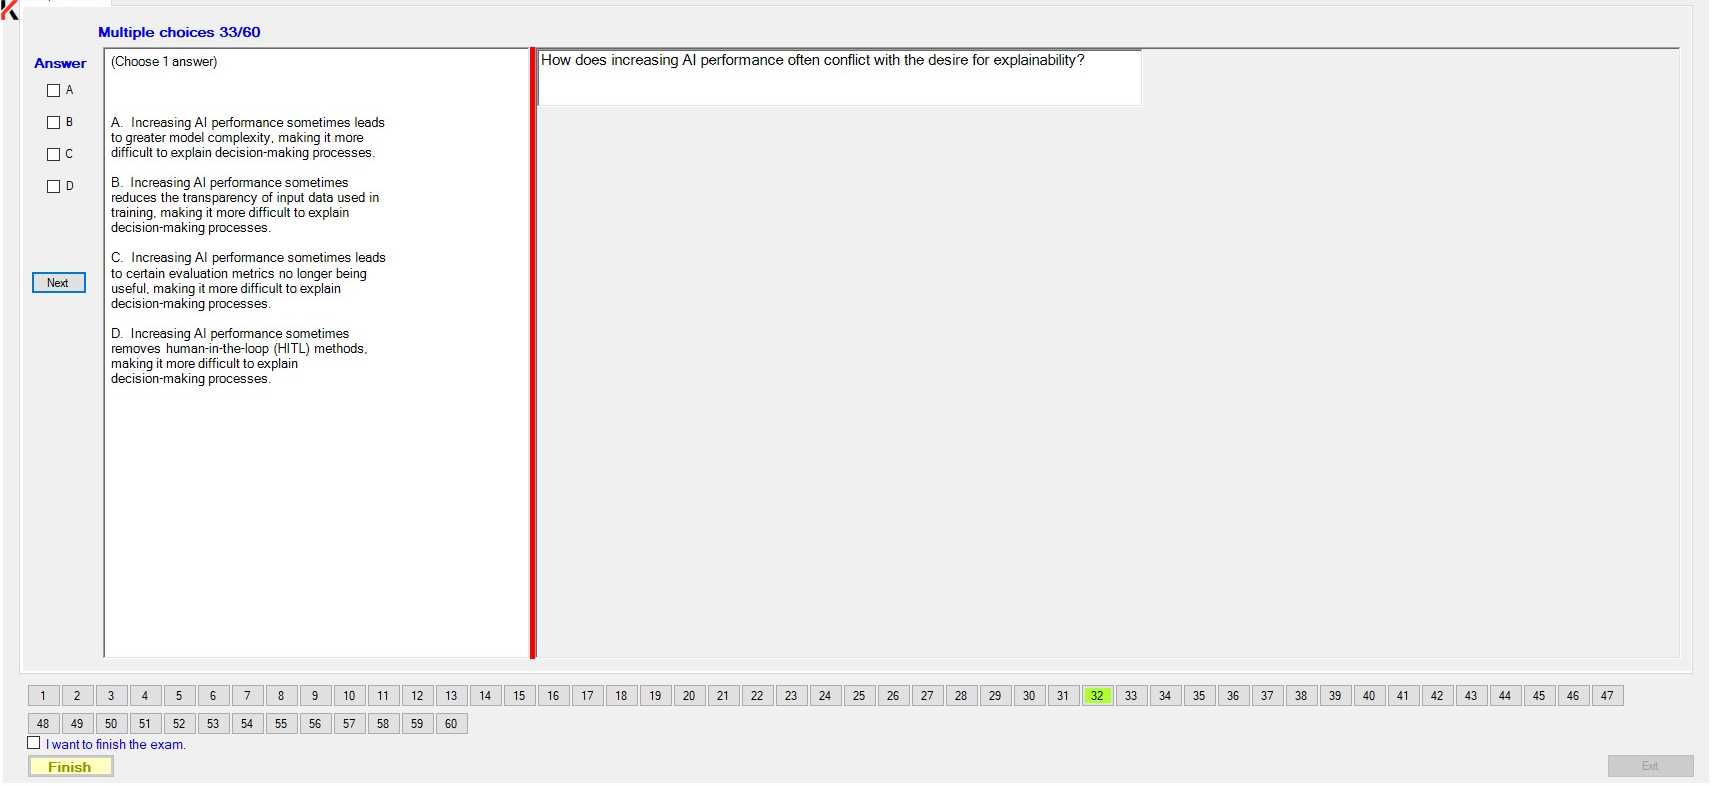 Multiple choices 33/60
Answer
A
B
C
D
Next
(Choose 1 answer)
A. Increasing AI performance sometimes leads
to greater model complexity, making it more
difficult to explain decision-making processes.
B. Increasing AI performance sometimes
reduces the transparency of input data used in
training, making it more difficult to explain
decision-making processes.
C. Increasing AI performance sometimes leads
to certain evaluation metrics no longer being
useful, making it more difficult to explain
decision-making processes.
D. Increasing AI performance sometimes
removes human-in-the-loop (HITL) methods,
making it more difficult to explain
decision-making processes.
How does increasing AI performance often conflict with the desire for explainability?
1 2 3 4 5 6 7 8 9 10 11 12 13 14 15 16 17 18 19 20 21 22 23 24 25 26 27 28 29 30 31 32 33 34 35 36 37 38 39 40 41 42 43 44 45 46 47
48 49 50 51 52 53 54 55 56 57 58 59 60
I want to finish the exam.
Finish
Exit